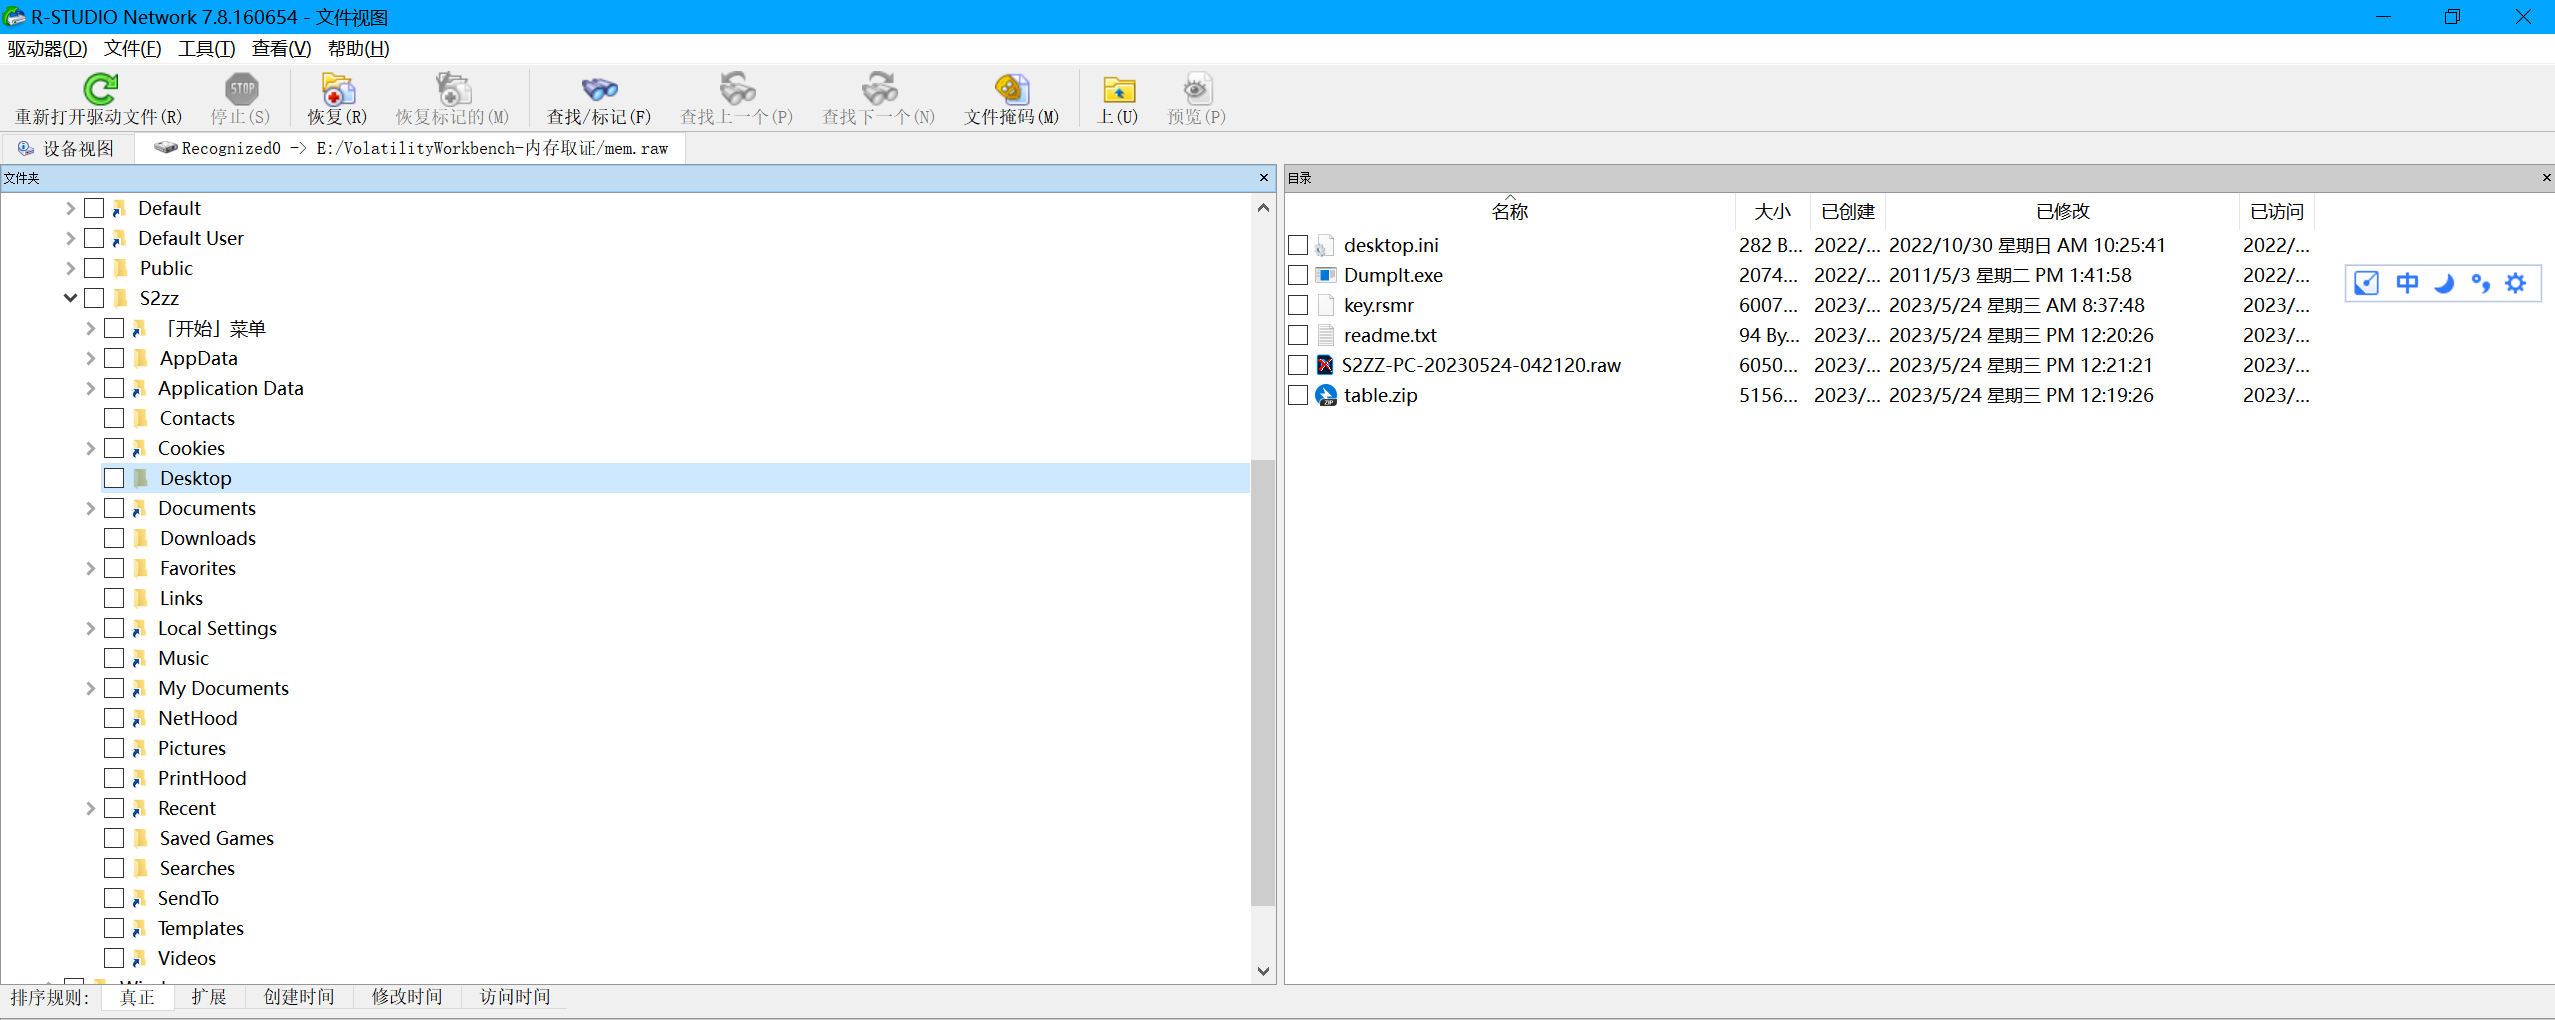 R-STUDIO Network 7.8.160654 - 文件视图
驱动器(D) 文件(F) 工具(T) 查看(V) 帮助(H)
重新打开驱动文件(R) 停止(S) 恢复(R) 恢复标记的(M) 查找/标记(F) 查找上一个(P) 查找下一个(N) 文件掩码(M) 上(U) 预览(P)
设备视图 Recognized0 -> E:/VolatilityWorkbench-内存取证/mem.raw
文件夹
Default
Default User
Public
S2zz
「开始」菜单
AppData
Application Data
Contacts
Cookies
Desktop
Documents
Downloads
Favorites
Links
Local Settings
Music
My Documents
NetHood
Pictures
PrintHood
Recent
Saved Games
Searches
SendTo
Templates
Videos
目录
名称 大小 已创建 已修改 已访问
desktop.ini 282 B... 2022/... 2022/10/30 星期日 AM 10:25:41 2022/...
DumpIt.exe 2074... 2022/... 2011/5/3 星期二 PM 1:41:58 2022/...
key.rsmr 6007... 2023/... 2023/5/24 星期三 AM 8:37:48 2023/...
readme.txt 94 By... 2023/... 2023/5/24 星期三 PM 12:20:26 2023/...
S2ZZ-PC-20230524-042120.raw 6050... 2023/... 2023/5/24 星期三 PM 12:21:21 2023/...
table.zip 5156... 2023/... 2023/5/24 星期三 PM 12:19:26 2023/...
中
排序规则: 真正 扩展 创建时间 修改时间 访问时间